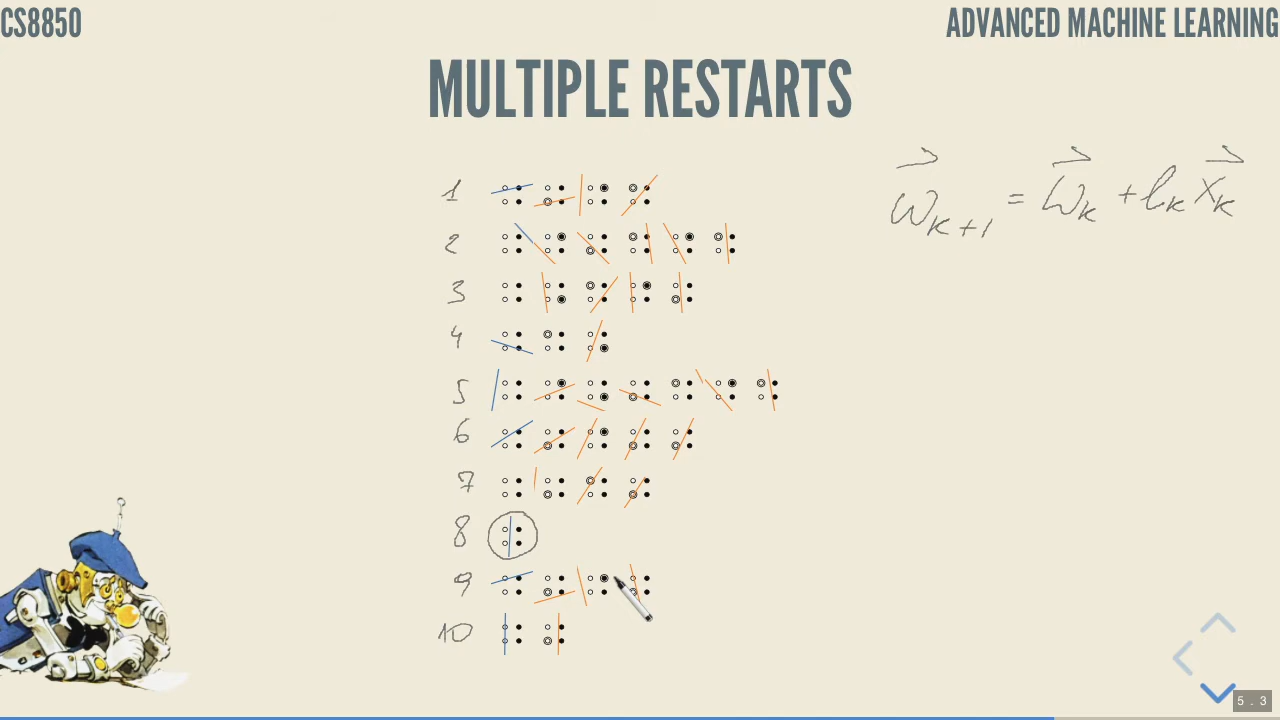 CS8850
ADVANCED MACHINE LEARNING
MULTIPLE RESTARTS
w⃗ₖ₊₁ = w⃗ₖ + lₖ x⃗ₖ
1
2
3
4
5
6
7
8
9
10
5.3